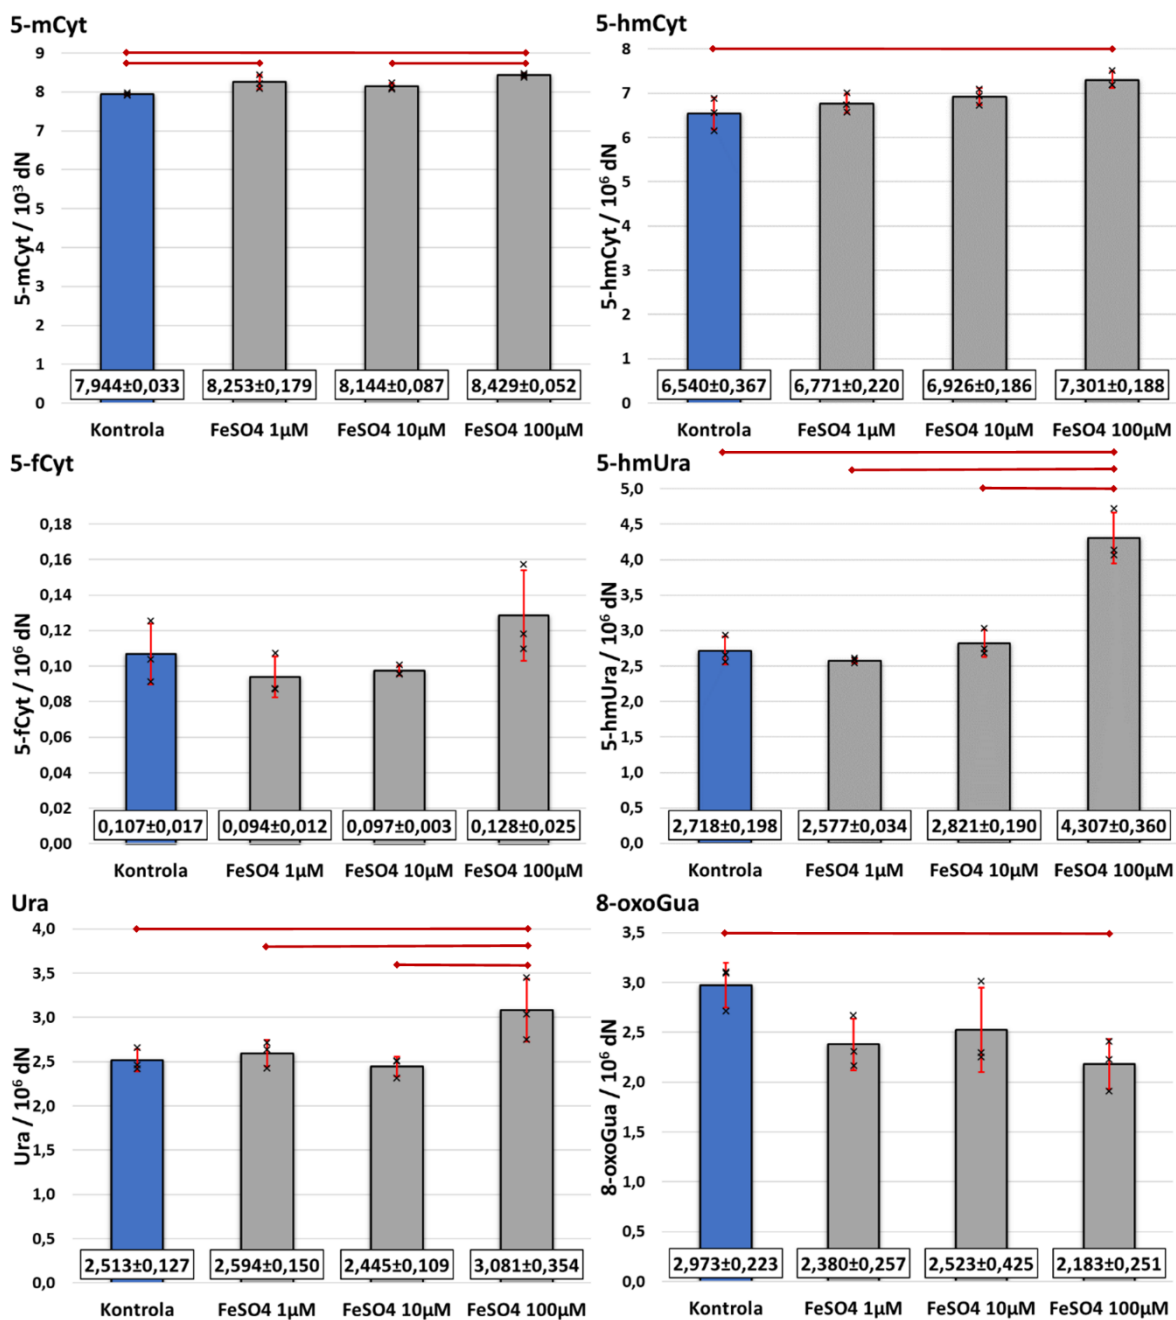 5-mCyt
5-mCyt / 10³ dN
9
8
7
6
5
4
3
2
1
0
7,944±0,033 8,253±0,179 8,144±0,087 8,429±0,052
Kontrola FeSO4 1µM FeSO4 10µM FeSO4 100µM
5-hmCyt
5-hmCyt / 10⁶ dN
8
7
6
5
4
3
2
1
0
6,540±0,367 6,771±0,220 6,926±0,186 7,301±0,188
Kontrola FeSO4 1µM FeSO4 10µM FeSO4 100µM
5-fCyt
5-fCyt / 10⁶ dN
0,18
0,16
0,14
0,12
0,10
0,08
0,06
0,04
0,02
0,00
0,107±0,017 0,094±0,012 0,097±0,003 0,128±0,025
Kontrola FeSO4 1µM FeSO4 10µM FeSO4 100µM
5-hmUra
5-hmUra / 10⁶ dN
5,0
4,5
4,0
3,5
3,0
2,5
2,0
1,5
1,0
0,5
0,0
2,718±0,198 2,577±0,034 2,821±0,190 4,307±0,360
Kontrola FeSO4 1µM FeSO4 10µM FeSO4 100µM
Ura
Ura / 10⁶ dN
4,0
3,5
3,0
2,5
2,0
1,5
1,0
0,5
0,0
2,513±0,127 2,594±0,150 2,445±0,109 3,081±0,354
Kontrola FeSO4 1µM FeSO4 10µM FeSO4 100µM
8-oxoGua
8-oxoGua / 10⁶ dN
3,5
3,0
2,5
2,0
1,5
1,0
0,5
0,0
2,973±0,223 2,380±0,257 2,523±0,425 2,183±0,251
Kontrola FeSO4 1µM FeSO4 10µM FeSO4 100µM